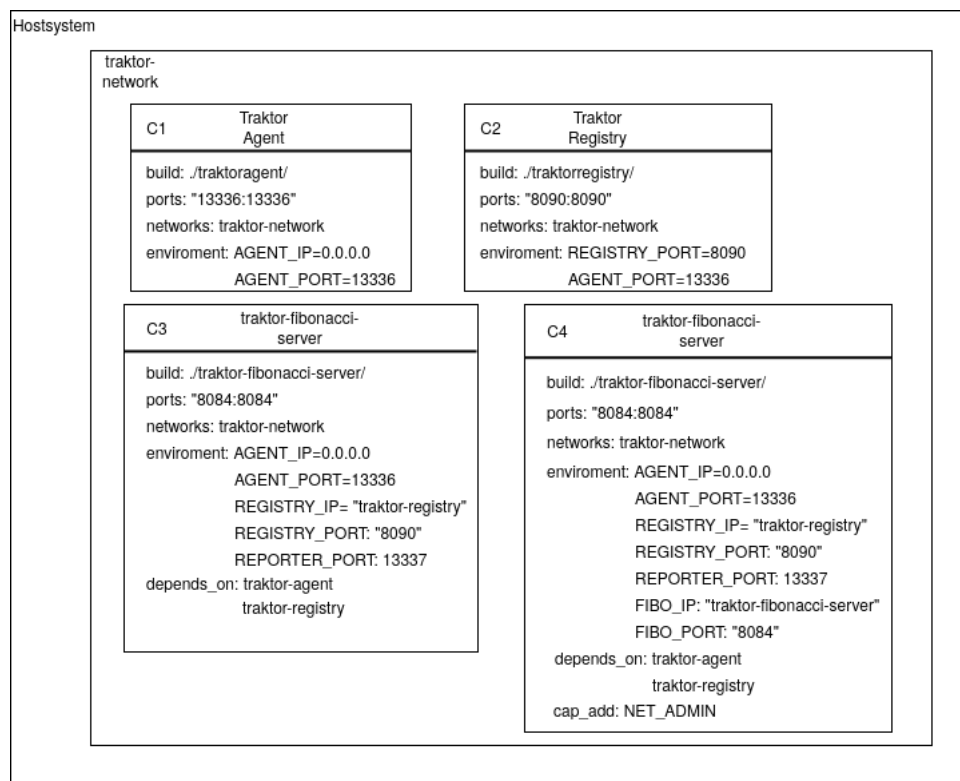 Hostsystem
traktor-
network
C1
Traktor
Agent
build: ./traktoragent/
ports: "13336:13336"
networks: traktor-network
enviroment: AGENT_IP=0.0.0.0
AGENT_PORT=13336
C2
Traktor
Registry
build: ./traktorregistry/
ports: "8090:8090"
networks: traktor-network
enviroment: REGISTRY_PORT=8090
AGENT_PORT=13336
C3
traktor-fibonacci-
server
build: ./traktor-fibonacci-server/
ports: "8084:8084"
networks: traktor-network
enviroment: AGENT_IP=0.0.0.0
AGENT_PORT=13336
REGISTRY_IP= "traktor-registry"
REGISTRY_PORT: "8090"
REPORTER_PORT: 13337
depends_on: traktor-agent
traktor-registry
C4
traktor-fibonacci-
server
build: ./traktor-fibonacci-server/
ports: "8084:8084"
networks: traktor-network
enviroment: AGENT_IP=0.0.0.0
AGENT_PORT=13336
REGISTRY_IP= "traktor-registry"
REGISTRY_PORT: "8090"
REPORTER_PORT: 13337
FIBO_IP: "traktor-fibonacci-server"
FIBO_PORT: "8084"
depends_on: traktor-agent
traktor-registry
cap_add: NET_ADMIN